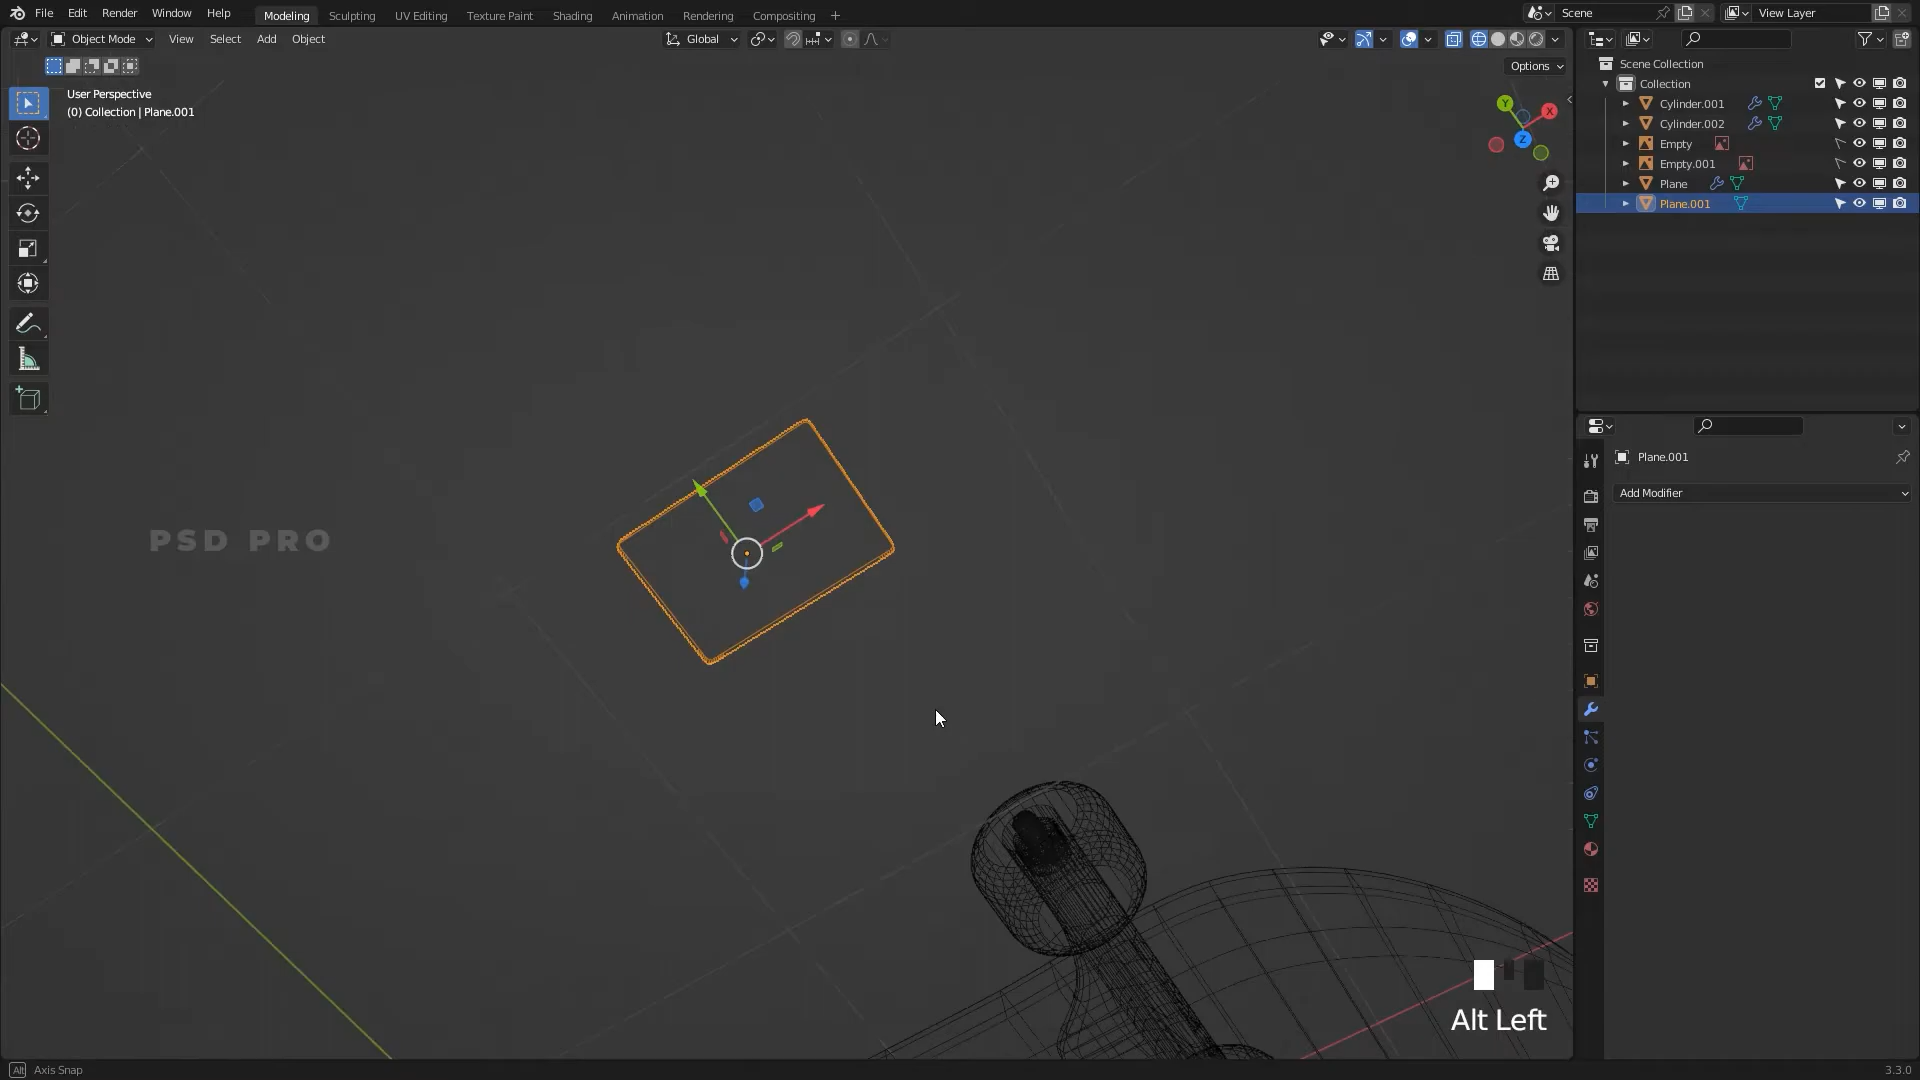 File Edit Render Window Help Modeling Sculpting UV Editing Texture Paint Shading Animation Rendering Compositing + Scene View Layer
Object Mode View Select Add Object Global
Options
User Perspective
(0) Collection | Plane.001
Y X Z
Scene Collection
Collection
Cylinder.001
Cylinder.002
Empty
Empty.001
Plane
Plane.001
Plane.001
Add Modifier
PSD PRO
Alt Left
Alt Axis Snap 3.3.0